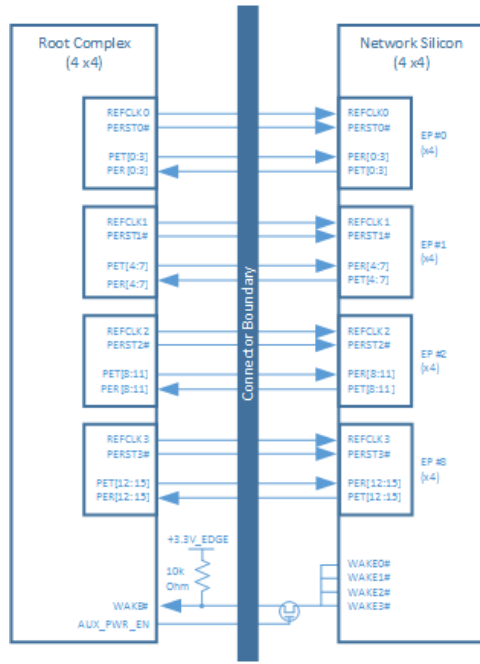 Root Complex
(4 x4)
Network Silicon
(4 x4)
REFCLK0
PERST0#
PET[0:3]
PER[0:3]
REFCLK0
PERST0#
PER[0:3]
PET[0:3]
EP #0
(x4)
REFCLK1
PERST1#
PET[4:7]
PER[4:7]
REFCLK1
PERST1#
PER[4:7]
PET[4:7]
EP #1
(x4)
Connector Boundary
REFCLK2
PERST2#
PET[8:11]
PER[8:11]
REFCLK2
PERST2#
PER[8:11]
PET[8:11]
EP #2
(x4)
REFCLK3
PERST3#
PET[12:15]
PER[12:15]
REFCLK3
PERST3#
PER[12:15]
PET[12:15]
EP #3
(x4)
+3.3V_EDGE
10k
Ohm
WAKE#
AUX_PWR_EN
WAKE0#
WAKE1#
WAKE2#
WAKE3#